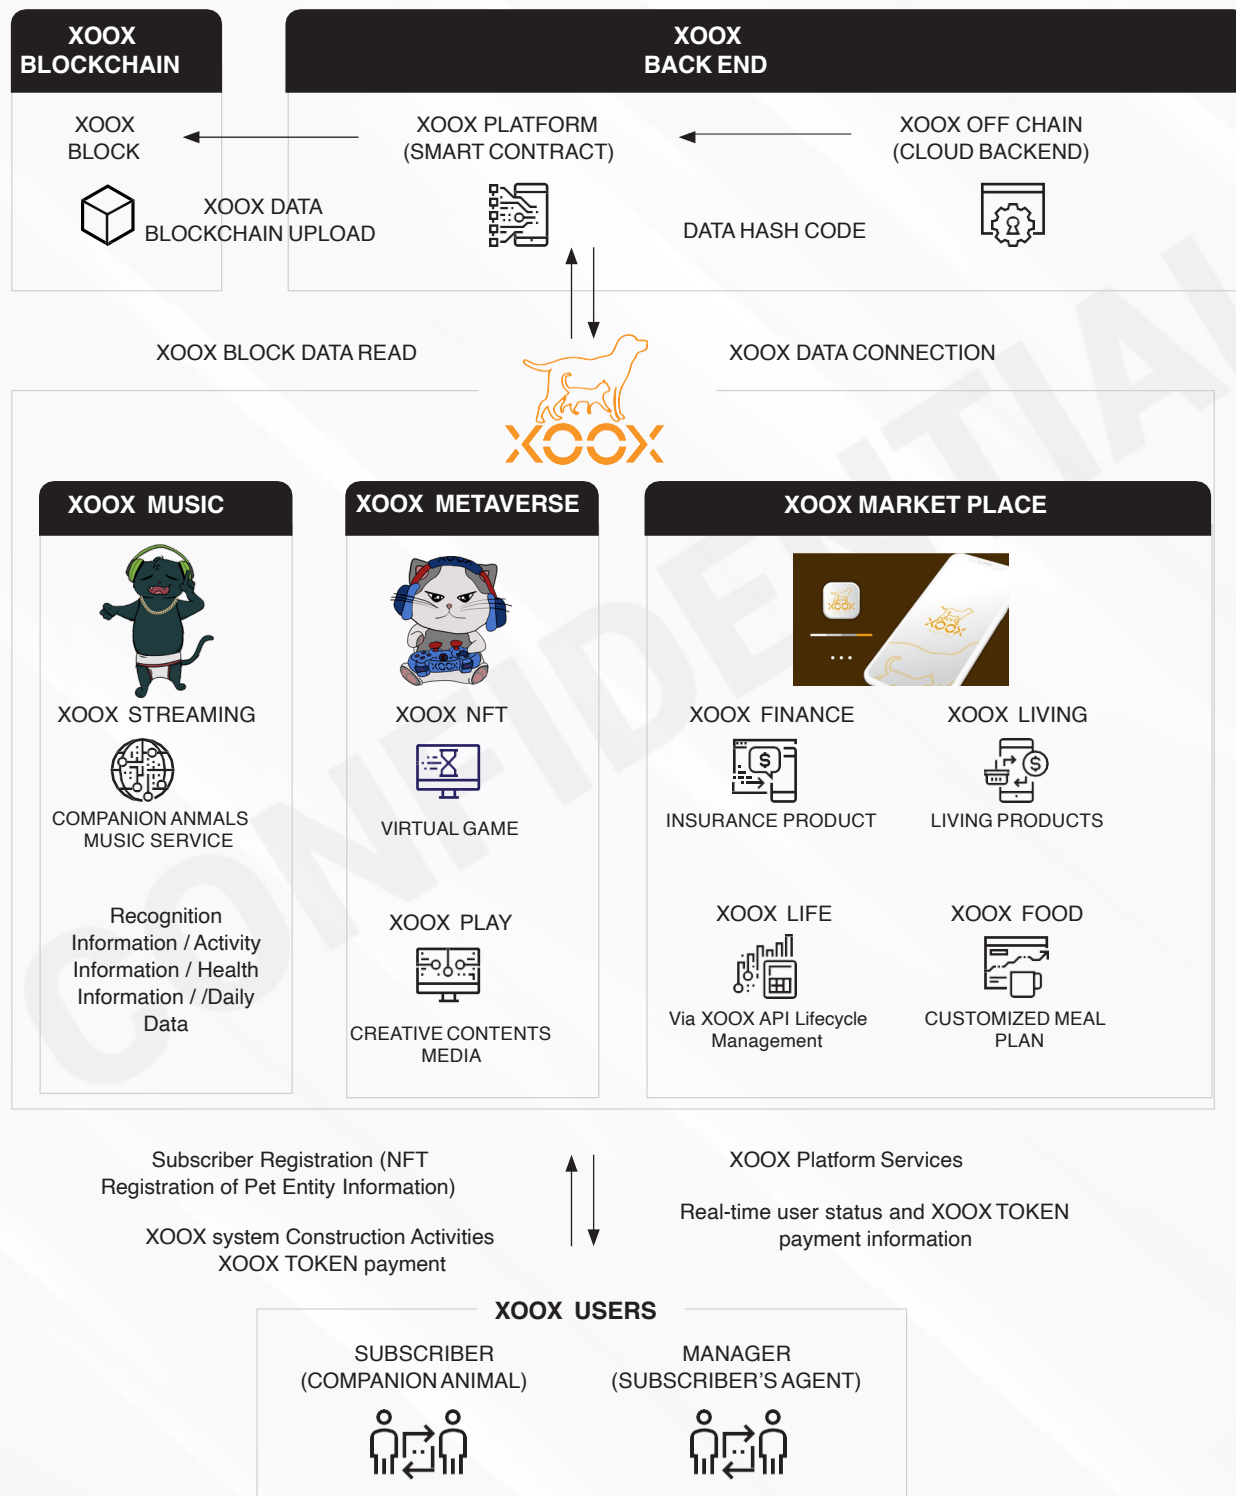 XOOX
BLOCKCHAIN
XOOX
BACK END
XOOX
BLOCK
XOOX PLATFORM
(SMART CONTRACT)
XOOX OFF CHAIN
(CLOUD BACKEND)
XOOX DATA
BLOCKCHAIN UPLOAD
DATA HASH CODE
XOOX BLOCK DATA READ
XOOX DATA CONNECTION
XOOX
XOOX MUSIC
XOOX METAVERSE
XOOX MARKET PLACE
XOOX
XOOX
XOOX
XOOX
XOOX STREAMING
XOOX NFT
XOOX FINANCE
XOOX LIVING
$
$
COMPANION ANMALS
MUSIC SERVICE
VIRTUAL GAME
INSURANCE PRODUCT
LIVING PRODUCTS
Recognition
Information / Activity
Information / Health
Information / /Daily
Data
XOOX PLAY
CREATIVE CONTENTS
MEDIA
XOOX LIFE
XOOX FOOD
Via XOOX API Lifecycle
Management
CUSTOMIZED MEAL
PLAN
Subscriber Registration (NFT
Registration of Pet Entity Information)
XOOX system Construction Activities
XOOX TOKEN payment
XOOX Platform Services
Real-time user status and XOOX TOKEN
payment information
XOOX USERS
SUBSCRIBER
(COMPANION ANIMAL)
MANAGER
(SUBSCRIBER'S AGENT)
CONFIDENTIAL